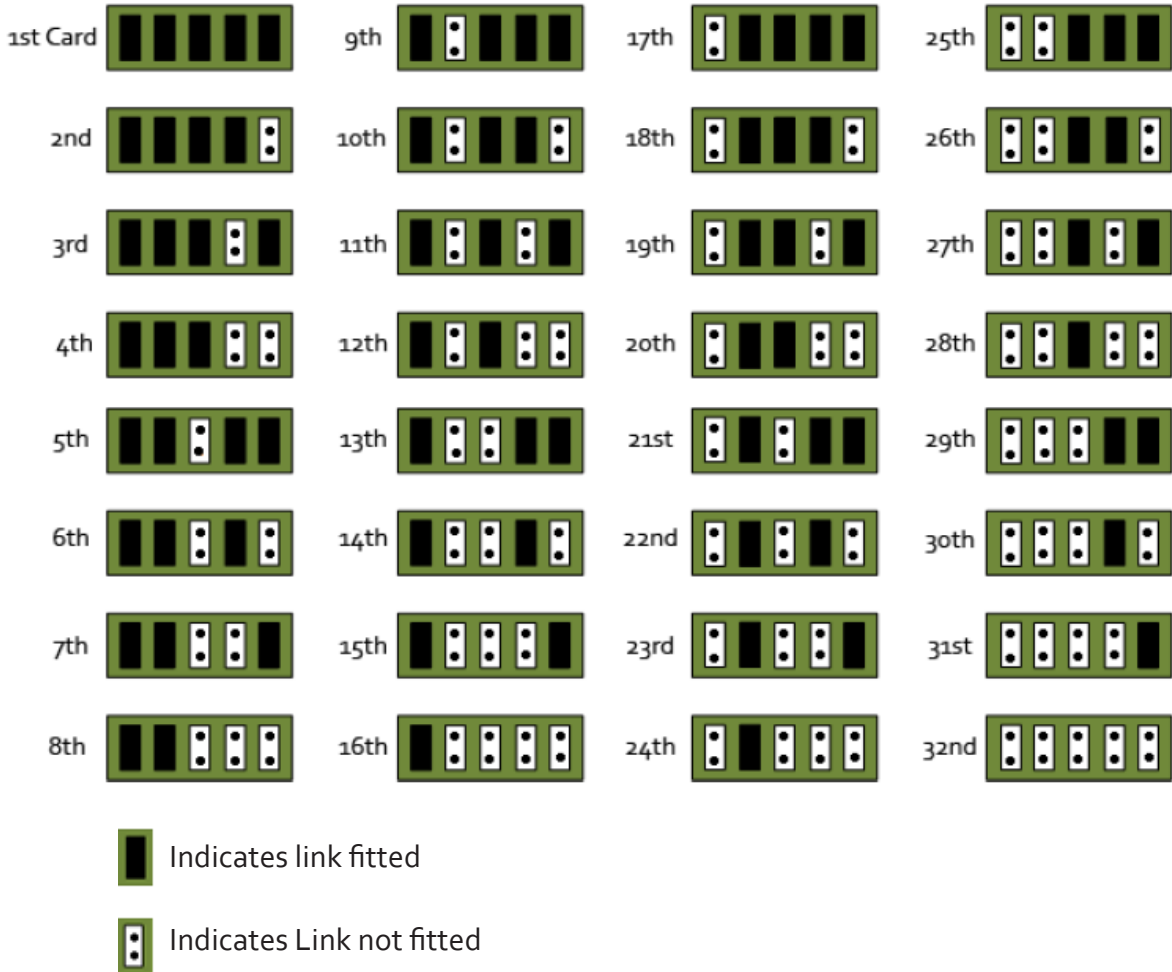 1st Card
2nd
3rd
4th
5th
6th
7th
8th
9th
10th
11th
12th
13th
14th
15th
16th
17th
18th
19th
20th
21st
22nd
23rd
24th
25th
26th
27th
28th
29th
30th
31st
32nd
Indicates link fitted
Indicates Link not fitted